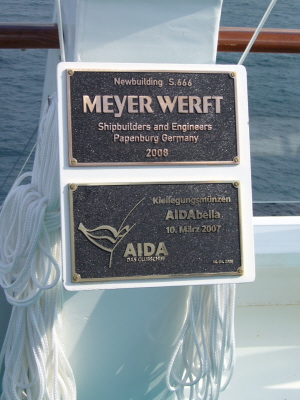 Newbuilding S.666
MEYER WERFT
Shipbuilders and Engineers
Papenburg Germany
2008
Kiellegungsmünzen
AIDAbella
10. März 2007
AIDA
DAS CLUBSCHIFF